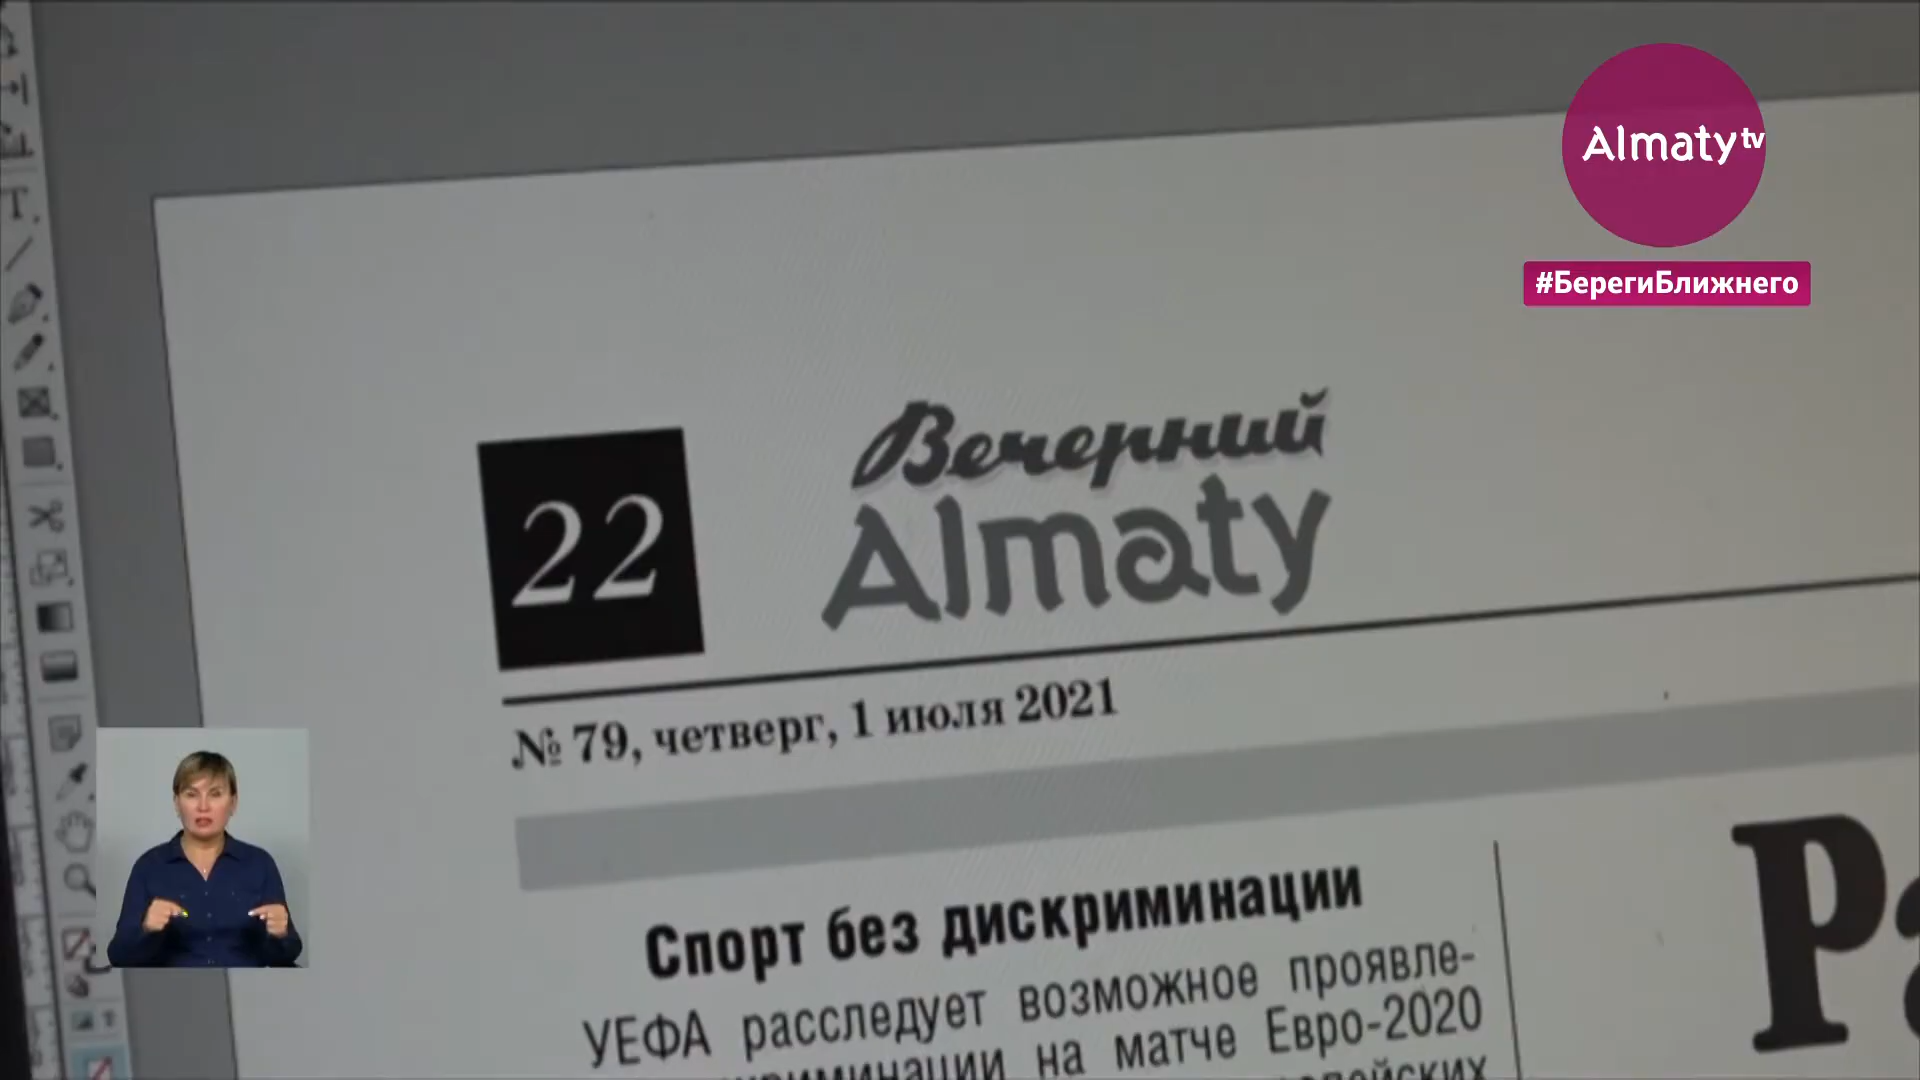 Almaty tv
#БерегиБлижнего
22
Вечерний
Almaty
№ 79, четверг, 1 июля 2021
Спорт без дискриминации
УЕФА расследует возможное проявле-
на матче Евро-2020